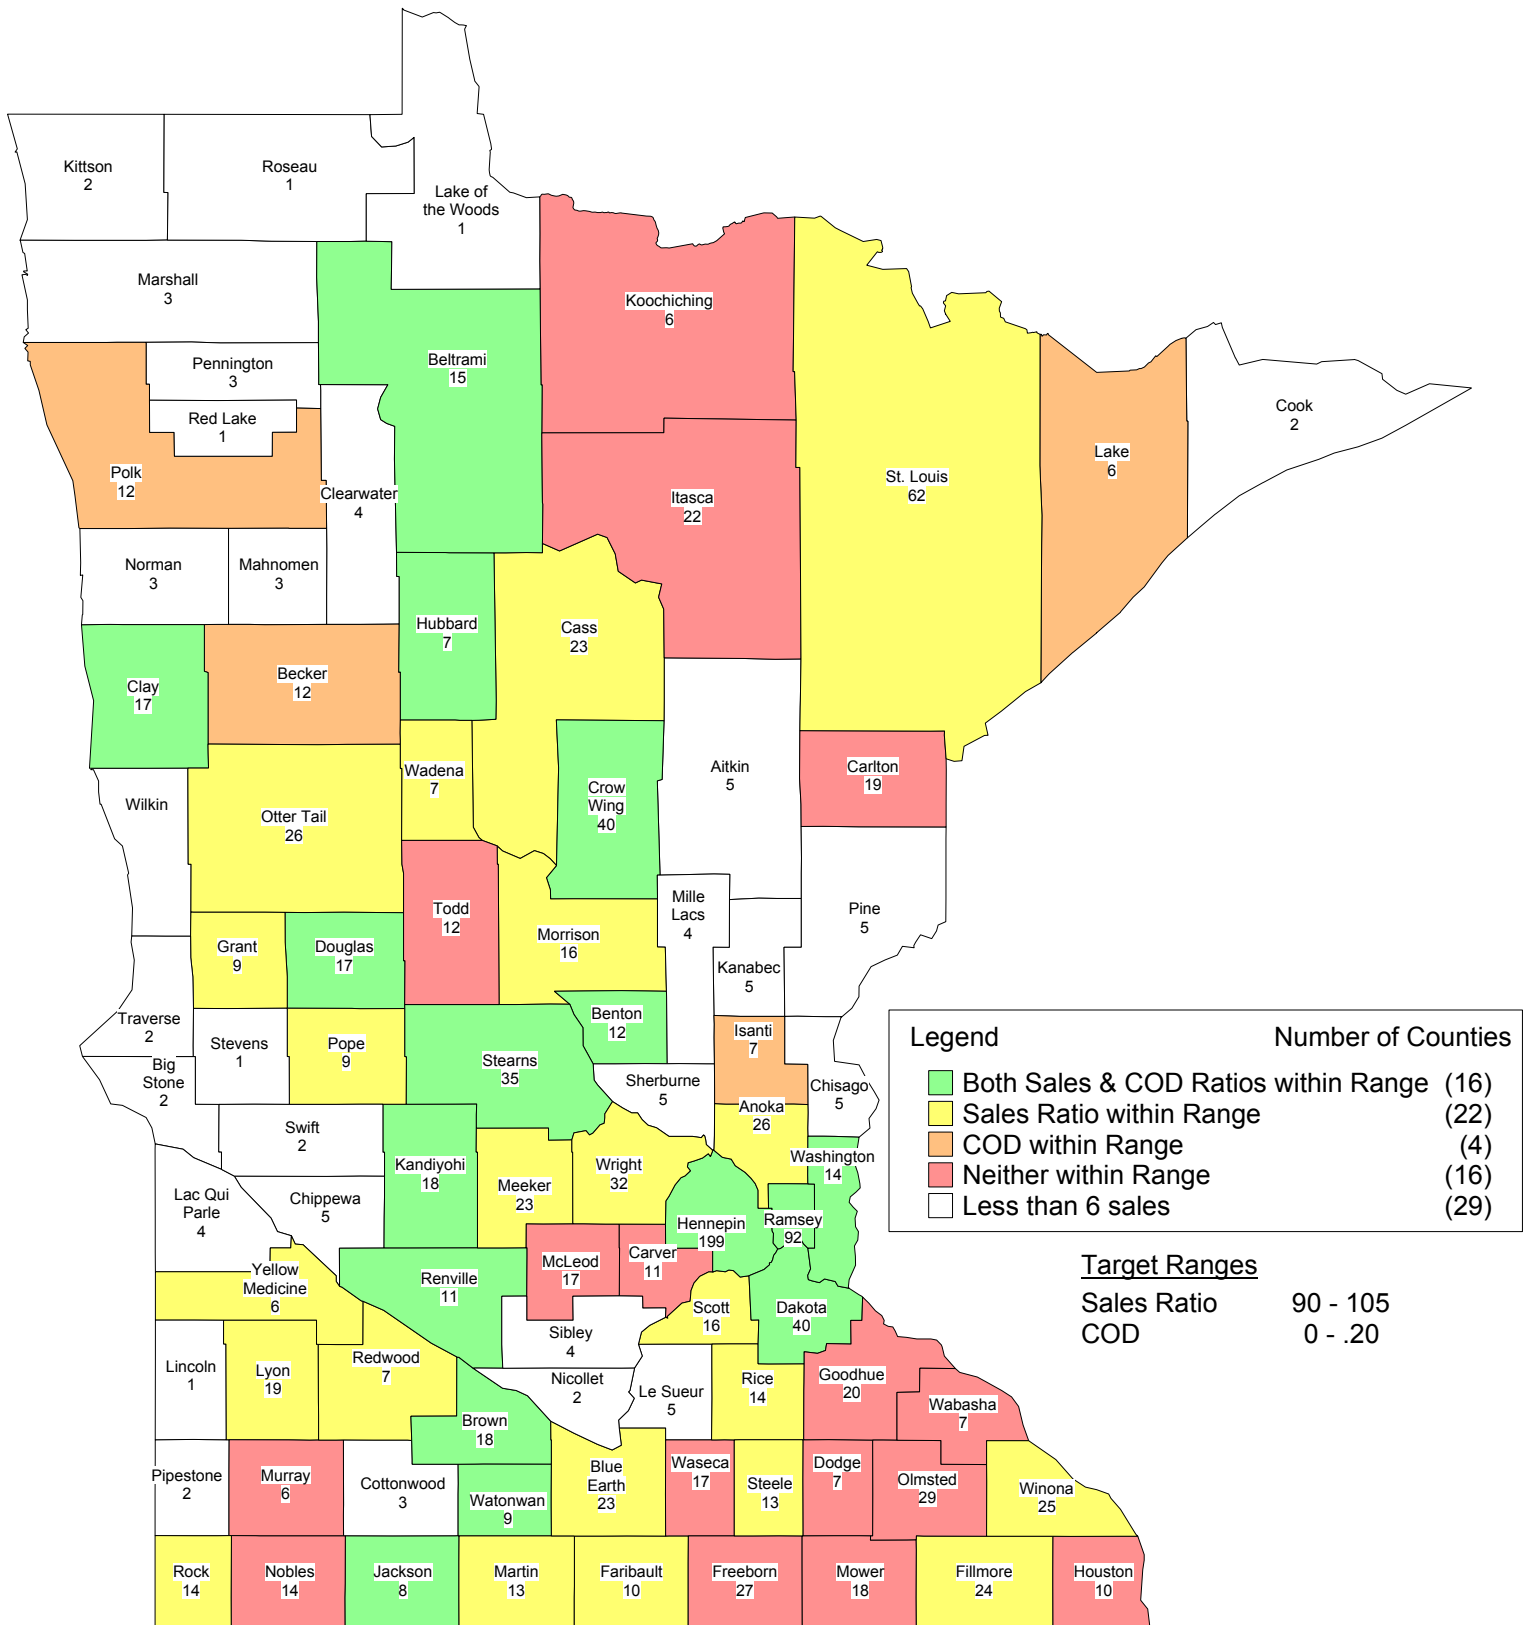 Kittson
2
Roseau
1
Lake of
the Woods
1
Marshall
3
Koochiching
6
Beltrami
15
Pennington
3
Red Lake
1
Polk
12
Clearwater
4
Itasca
22
St. Louis
62
Lake
6
Cook
2
Norman
3
Mahnomen
3
Hubbard
7
Cass
23
Clay
17
Becker
12
Wadena
7
Crow
Wing
40
Aitkin
5
Carlton
19
Wilkin
Otter Tail
26
Todd
12
Morrison
16
Mille
Lacs
4
Pine
5
Kanabec
5
Grant
9
Douglas
17
Traverse
2
Stevens
1
Pope
9
Stearns
35
Benton
12
Isanti
7
Big
Stone
2
Sherburne
5
Chisago
5
Anoka
26
Swift
2
Kandiyohi
18
Meeker
23
Wright
32
Washington
14
Lac Qui
Parle
4
Chippewa
5
Hennepin
199
Ramsey
92
Yellow
Medicine
6
Renville
11
McLeod
17
Carver
11
Scott
16
Dakota
40
Sibley
4
Lincoln
1
Lyon
19
Redwood
7
Nicollet
2
Le Sueur
5
Rice
14
Goodhue
20
Wabasha
7
Brown
18
Pipestone
2
Murray
6
Cottonwood
3
Watonwan
9
Blue
Earth
23
Waseca
17
Steele
13
Dodge
7
Olmsted
29
Winona
25
Rock
14
Nobles
14
Jackson
8
Martin
13
Faribault
10
Freeborn
27
Mower
18
Fillmore
24
Houston
10
Legend Number of Counties
Both Sales & COD Ratios within Range (16)
Sales Ratio within Range (22)
COD within Range (4)
Neither within Range (16)
Less than 6 sales (29)
Target Ranges
Sales Ratio 90 - 105
COD 0 - .20